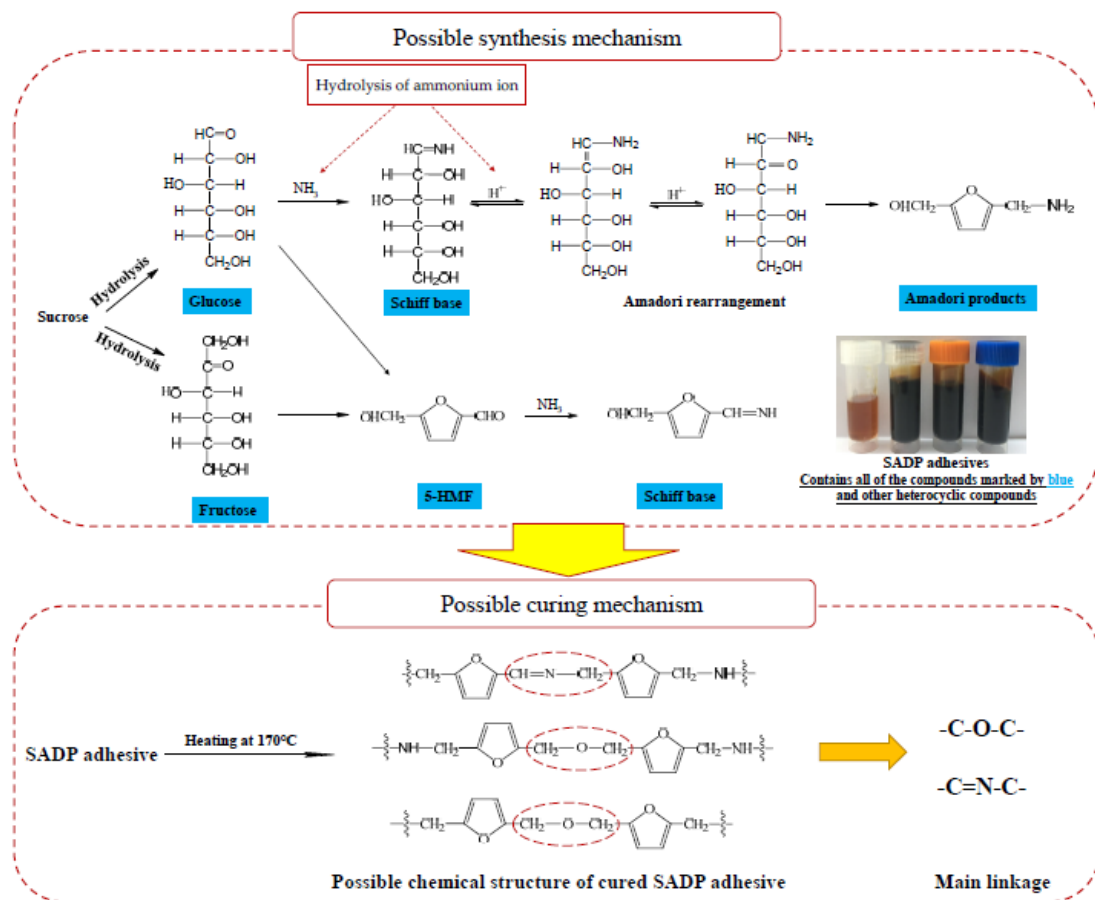 Possible synthesis mechanism
Hydrolysis of ammonium ion
HC=O
H—C—OH
HO—C—H
H—C—OH
H—C—OH
CH₂OH
Glucose
NH₃
HC=NH
H—C—OH
HO—C—H
H—C—OH
H—C—OH
CH₂OH
Schiff base
H⁺
HC—NH₂
C—OH
HO—C—H
H—C—OH
H—C—OH
CH₂OH
H⁺
HC—NH₂
C=O
HO—C—H
H—C—OH
H—C—OH
CH₂OH
Amadori rearrangement
OHCH₂C O CH₂ NH₂
Amadori products
Sucrose
Hydrolysis
Hydrolysis
CH₂OH
C=O
HO—C—H
H—C—OH
H—C—OH
CH₂OH
Fructose
OHCH₂C O CHO
5-HMF
NH₃
OHCH₂C O CH=NH
Schiff base
SADP adhesives
Contains all of the compounds marked by blue
and other heterocyclic compounds
Possible curing mechanism
SADP adhesive
Heating at 170°C
CH₂ O CH=N—CH₂ O CH₂—NH
NH—CH₂ O CH₂—O—CH₂ O CH₂—NH
CH₂ O CH₂—O—CH₂ O CH₂
-C-O-C-
-C=N-C-
Possible chemical structure of cured SADP adhesive
Main linkage